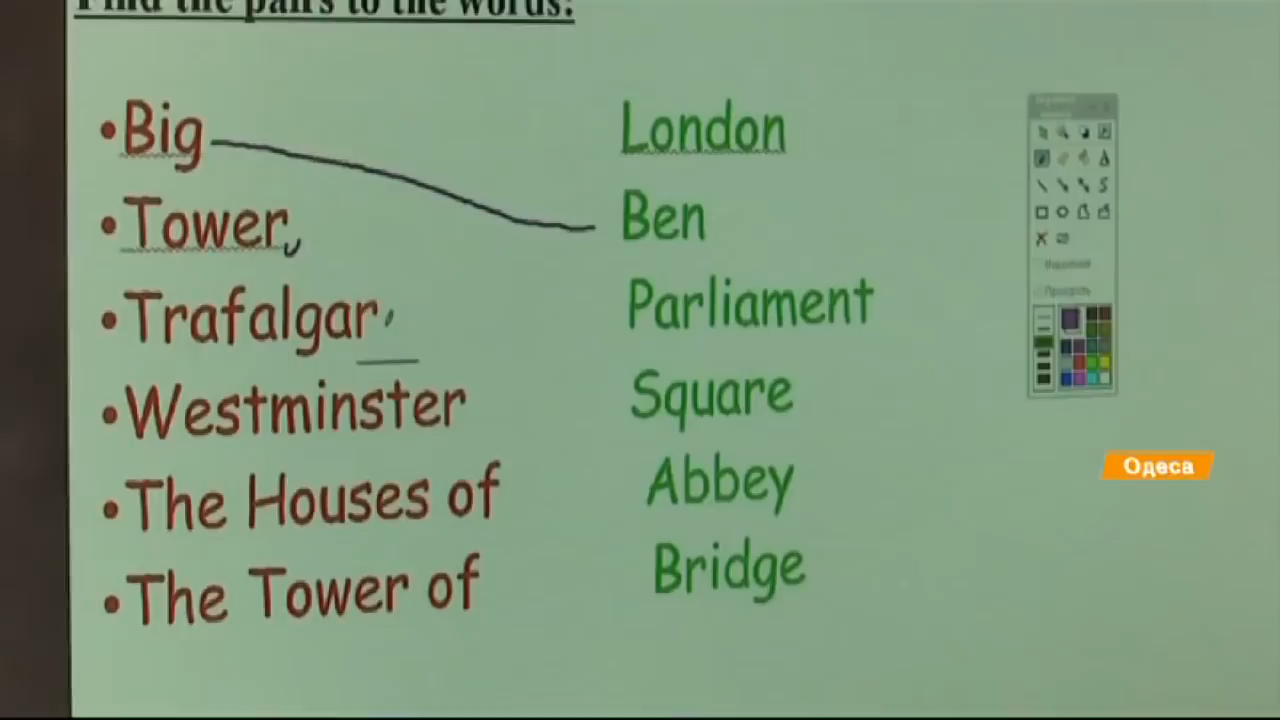 Find the pairs to the words:
•Big London
•Tower Ben
•Trafalgar Parliament
•Westminster Square
•The Houses of Abbey
•The Tower of Bridge
Одеса